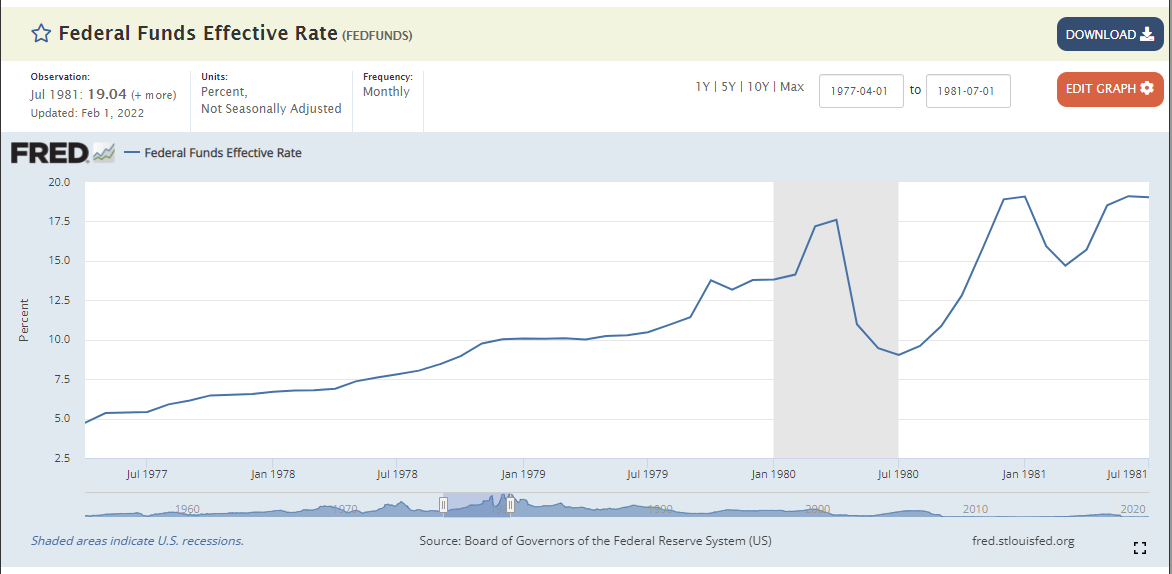 Federal Funds Effective Rate (FEDFUNDS)
DOWNLOAD
Observation:
Jul 1981: 19.04 (+ more)
Updated: Feb 1, 2022
Units:
Percent,
Not Seasonally Adjusted
Frequency:
Monthly
1Y | 5Y | 10Y | Max
1977-04-01 to 1981-07-01
EDIT GRAPH
FRED
Federal Funds Effective Rate
Percent
20.0
17.5
15.0
12.5
10.0
7.5
5.0
2.5
Jul 1977 Jan 1978 Jul 1978 Jan 1979 Jul 1979 Jan 1980 Jul 1980 Jan 1981 Jul 1981
1960 1970 1990 2000 2010 2020
Shaded areas indicate U.S. recessions. Source: Board of Governors of the Federal Reserve System (US) fred.stlouisfed.org